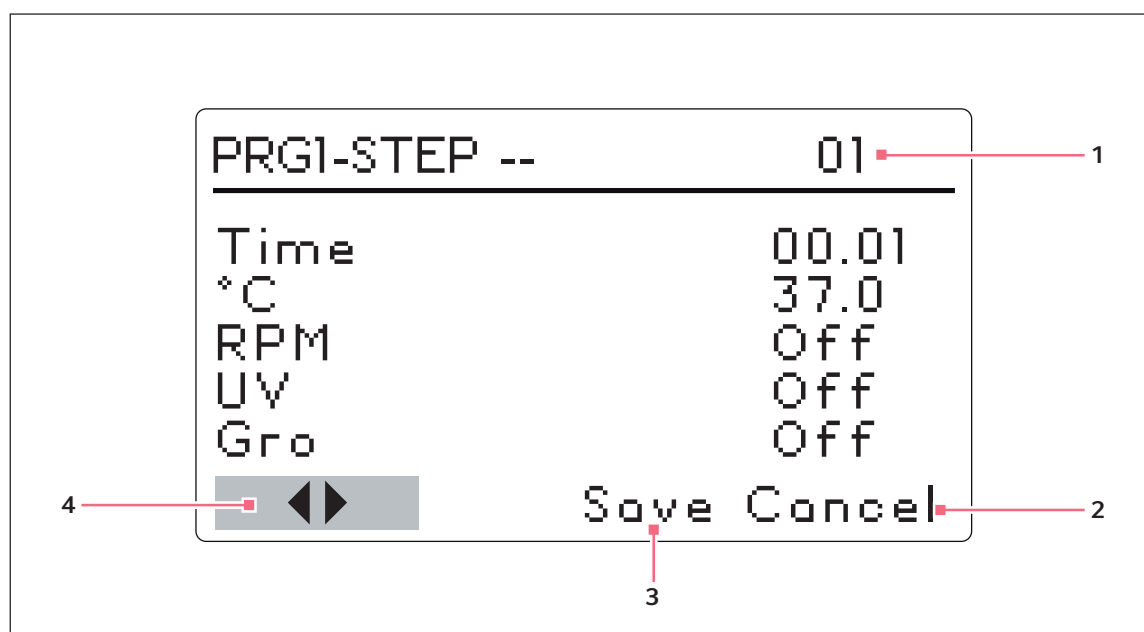 PRG1-STEP -- 01
1
Time 00.01
°C 37.0
RPM Off
UV Off
Gro Off
4
Save Cancel
2
3